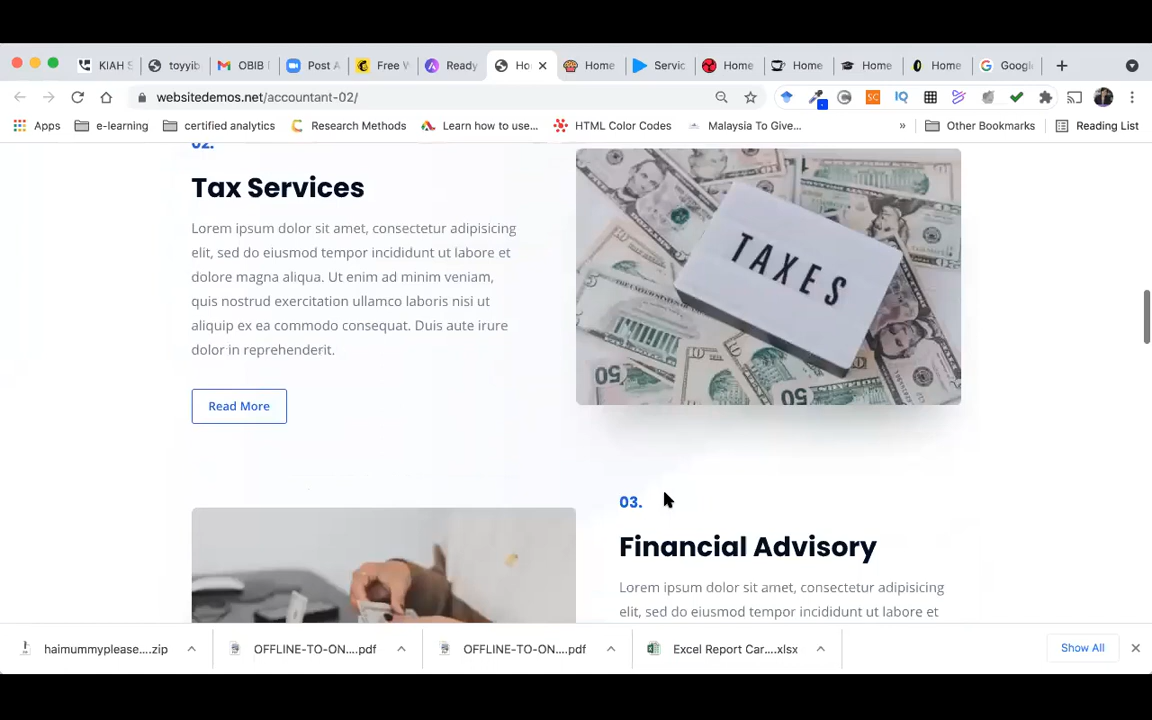 KIAH S
toyyib
OBIB
Post A
Free W
Ready
Ho
Home
Servic
Home
Home
Home
Home
Googl
websitedemos.net/accountant-02/
Apps
e-learning
certified analytics
Research Methods
Learn how to use...
HTML Color Codes
Malaysia To Give...
»
Other Bookmarks
Reading List
02.
Tax Services
Lorem ipsum dolor sit amet, consectetur adipisicing
elit, sed do eiusmod tempor incididunt ut labore et
dolore magna aliqua. Ut enim ad minim veniam,
quis nostrud exercitation ullamco laboris nisi ut
aliquip ex ea commodo consequat. Duis aute irure
dolor in reprehenderit.
Read More
TAXES
03.
Financial Advisory
Lorem ipsum dolor sit amet, consectetur adipisicing
elit, sed do eiusmod tempor incididunt ut labore et
haimummyplease....zip
OFFLINE-TO-ON....pdf
OFFLINE-TO-ON....pdf
Excel Report Car....xlsx
Show All